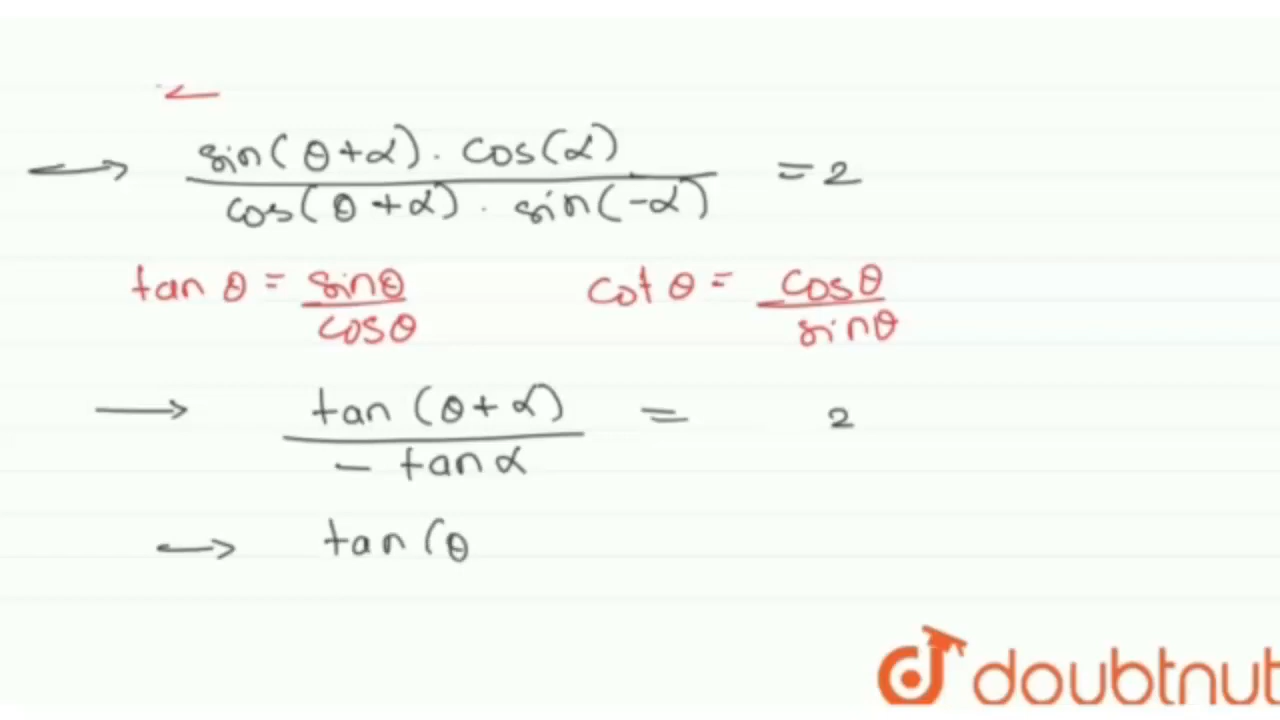 → sin(θ+α) . cos(α)
cos(θ+α) . sin(-α) = 2
tan θ = sinθ / cosθ cot θ = cosθ / sinθ
→ tan (θ+α) = 2
- tan α
→ tan (θ
doubtnut